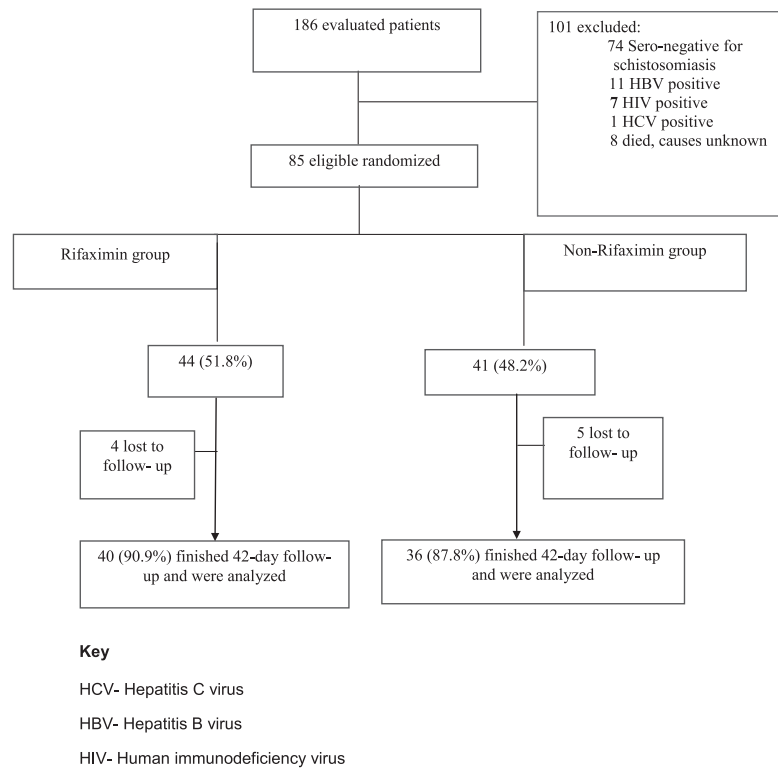 186 evaluated patients
101 excluded:
74 Sero-negative for
schistosomiasis
11 HBV positive
7 HIV positive
1 HCV positive
8 died, causes unknown
85 eligible randomized
Rifaximin group
Non-Rifaximin group
44 (51.8%)
41 (48.2%)
4 lost to
follow- up
5 lost to
follow- up
40 (90.9%) finished 42-day follow-
up and were analyzed
36 (87.8%) finished 42-day follow- up
and were analyzed
Key
HCV- Hepatitis C virus
HBV- Hepatitis B virus
HIV- Human immunodeficiency virus